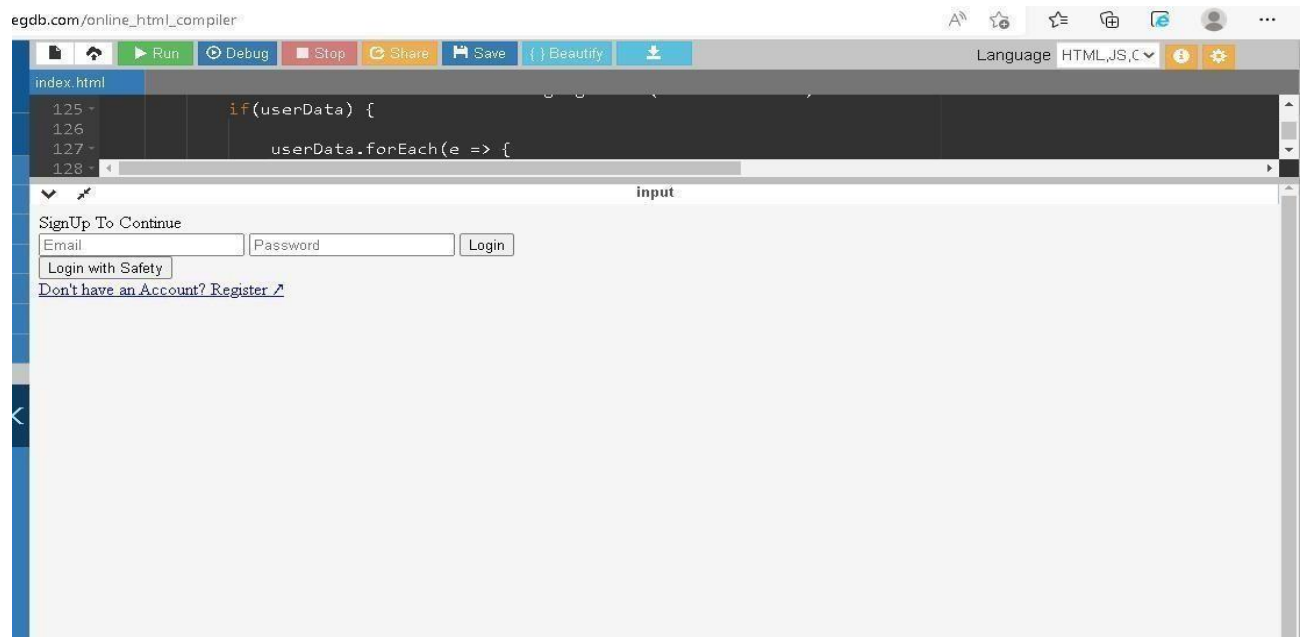 egdb.com/online_html_compiler
Run Debug Stop Share Save { } Beautify Language HTML,JS,C
index.html
125 if(userData) {
126
127 userData.forEach(e => {
128
input
SignUp To Continue
Email Password Login
Login with Safety
Don't have an Account? Register ↗